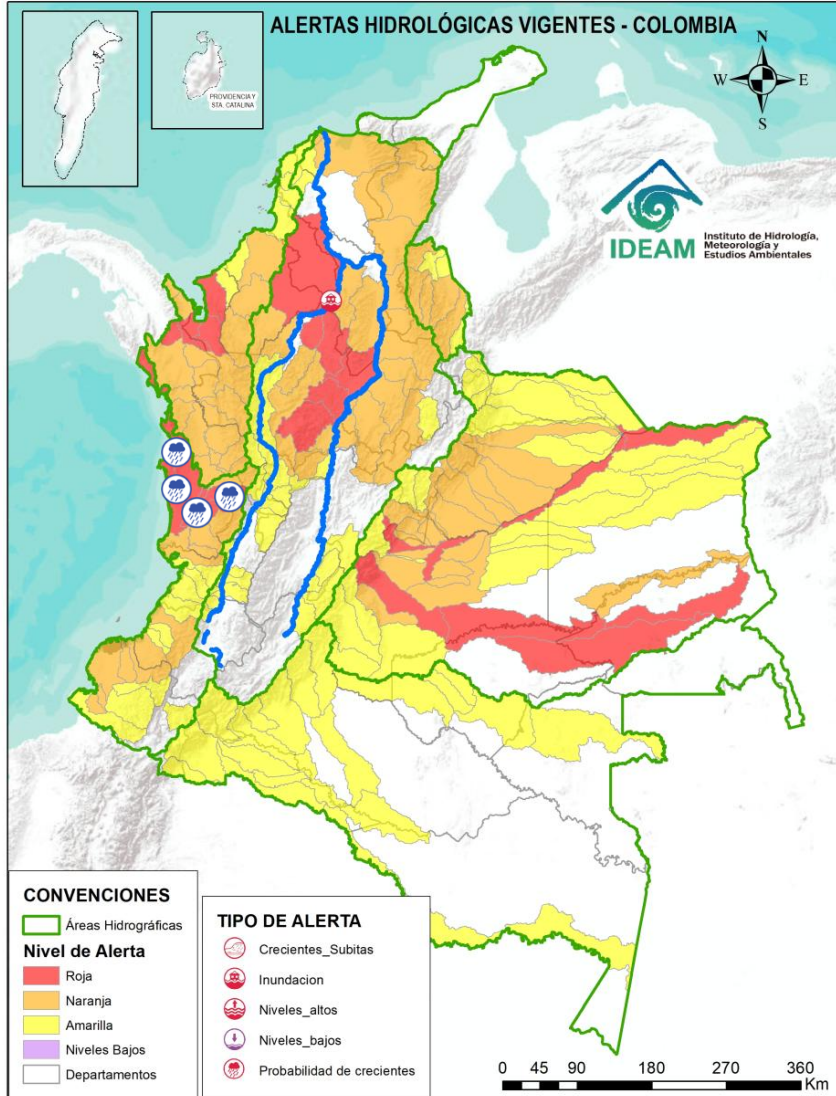 ALERTAS HIDROLÓGICAS VIGENTES - COLOMBIA
PROVIDENCIA Y
STA. CATALINA
N
W
E
S
IDEAM
Instituto de Hidrología,
Meteorología y
Estudios Ambientales
CONVENCIONES
Áreas Hidrográficas
Nivel de Alerta
Roja
Naranja
Amarilla
Niveles Bajos
Departamentos
TIPO DE ALERTA
Crecientes_Subitas
Inundacion
Niveles_altos
Niveles_bajos
Probabilidad de crecientes
0 45 90 180 270 360
Km